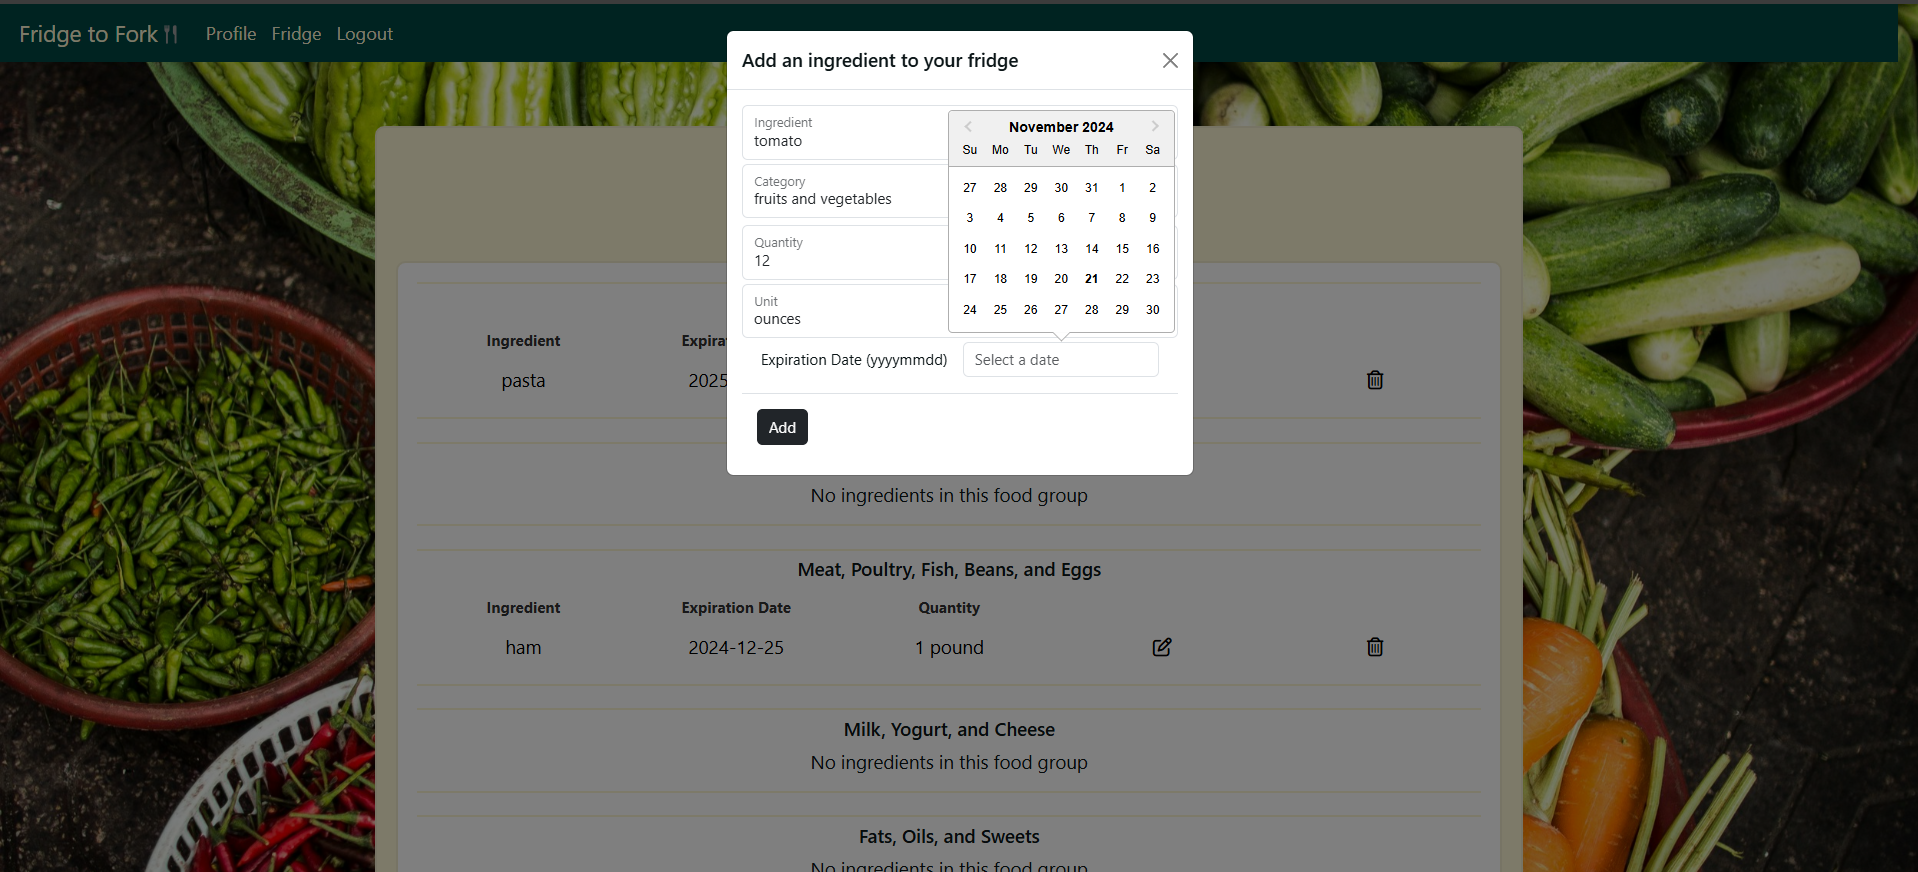 Fridge to Fork Profile Fridge Logout
Add an ingredient to your fridge
Ingredient
tomato
Category
fruits and vegetables
Quantity
12
Unit
ounces
November 2024
Su Mo Tu We Th Fr Sa
27 28 29 30 31 1 2
3 4 5 6 7 8 9
10 11 12 13 14 15 16
17 18 19 20 21 22 23
24 25 26 27 28 29 30
Expiration Date (yyyymmdd) Select a date
Add
Ingredient Expira
pasta 2025
No ingredients in this food group
Meat, Poultry, Fish, Beans, and Eggs
Ingredient Expiration Date Quantity
ham 2024-12-25 1 pound
Milk, Yogurt, and Cheese
No ingredients in this food group
Fats, Oils, and Sweets
No ingredients in this food group